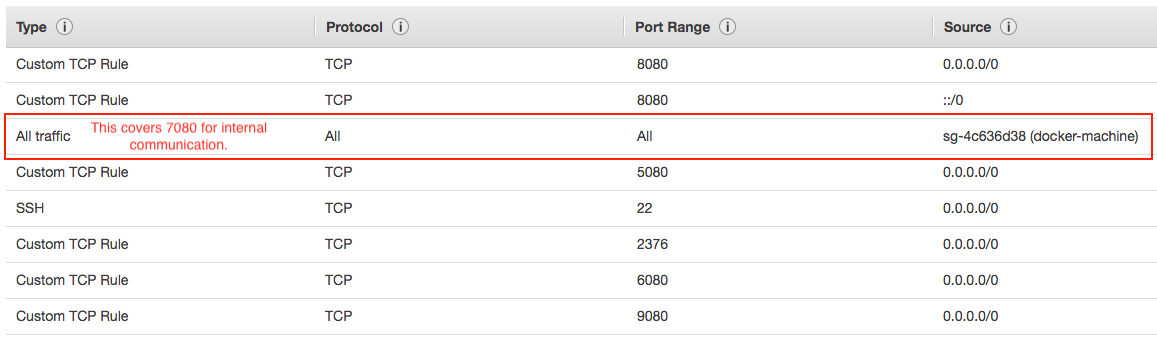 Type Protocol Port Range Source
Custom TCP Rule TCP 8080 0.0.0.0/0
Custom TCP Rule TCP 8080 ::/0
All traffic This covers 7080 for internal communication. All All sg-4c636d38 (docker-machine)
Custom TCP Rule TCP 5080 0.0.0.0/0
SSH TCP 22 0.0.0.0/0
Custom TCP Rule TCP 2376 0.0.0.0/0
Custom TCP Rule TCP 6080 0.0.0.0/0
Custom TCP Rule TCP 9080 0.0.0.0/0